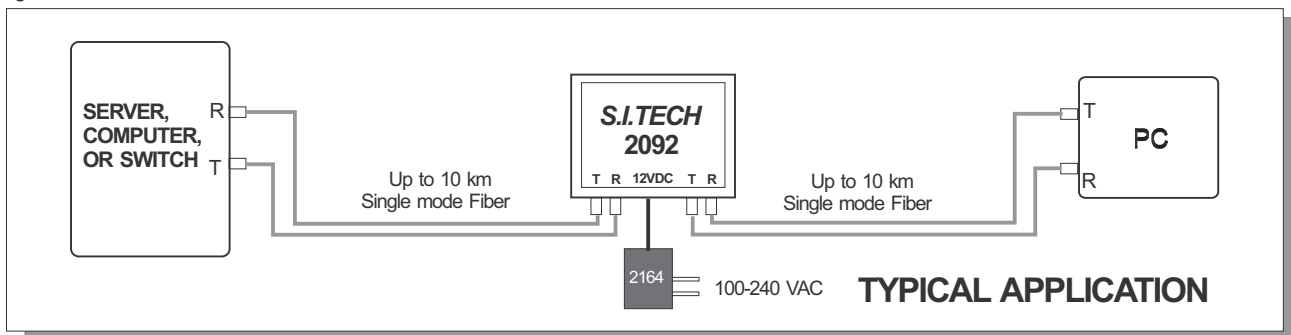 SERVER,
COMPUTER,
OR SWITCH
R
T
Up to 10 km
Single mode Fiber
S.I.TECH
2092
T R 12VDC T R
2164
100-240 VAC
Up to 10 km
Single mode Fiber
T
R
PC
TYPICAL APPLICATION